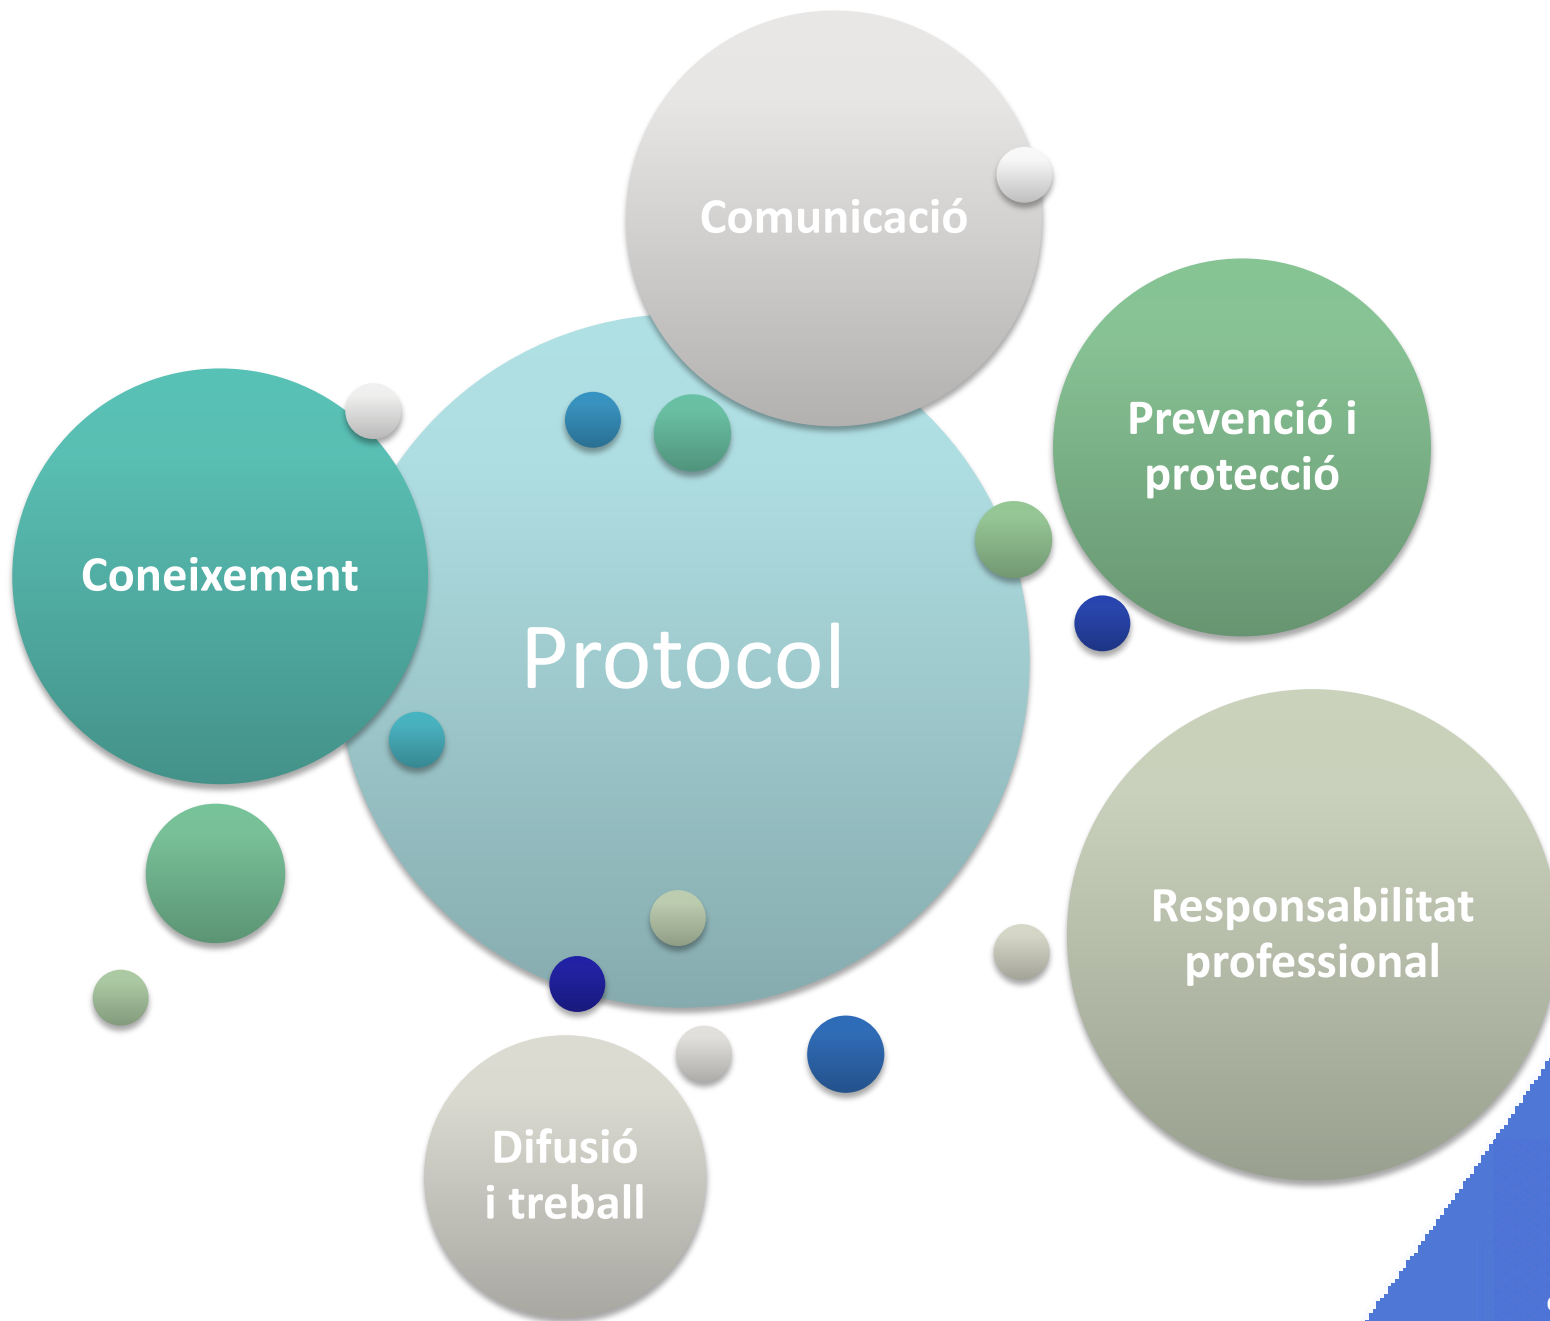 Comunicació
Prevenció i
protecció
Coneixement
Protocol
Responsabilitat
professional
Difusió
i treball